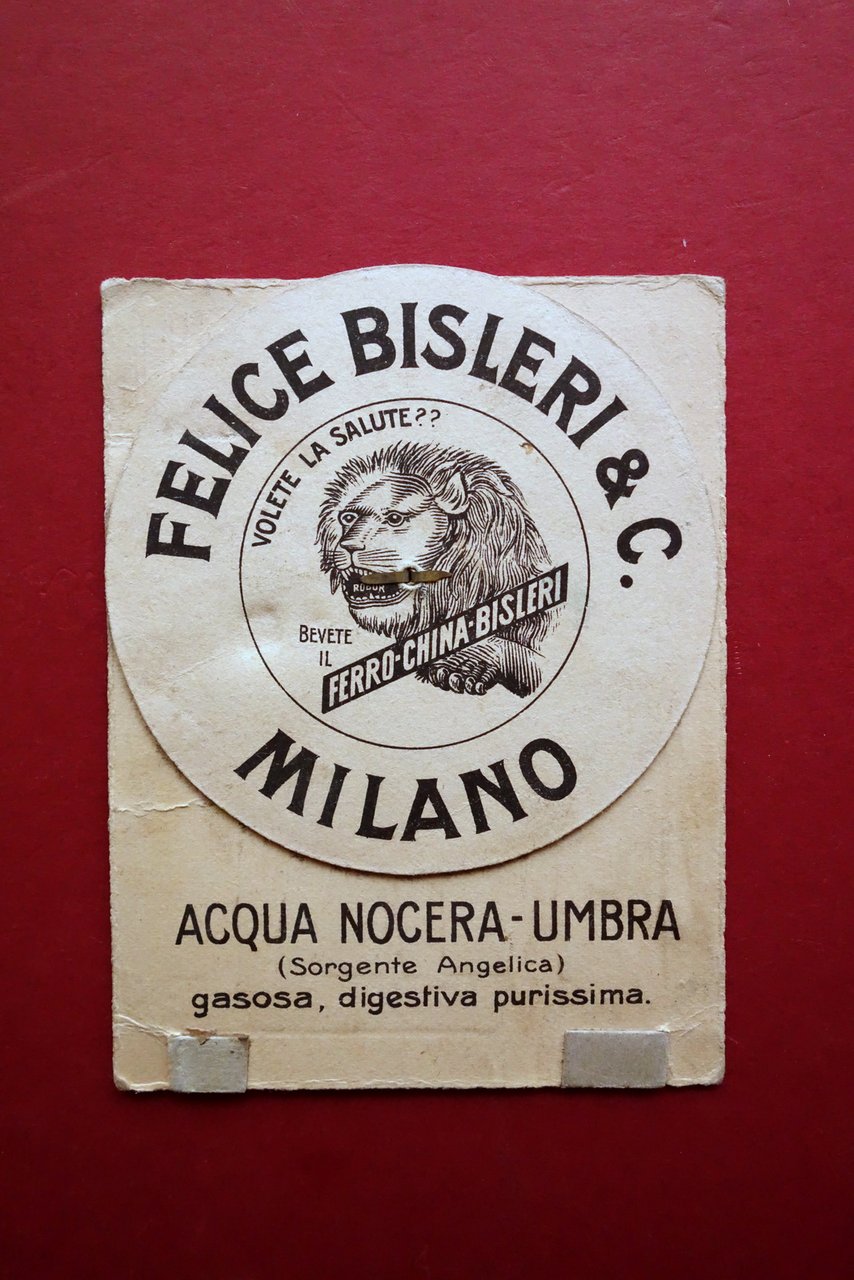 FELICE BISLERI & C.
VOLETE LA SALUTE??
ROBUR
BEVETE
IL
FERRO-CHINA-BISLERI
MILANO
ACQUA NOCERA-UMBRA
(Sorgente Angelica)
gasosa, digestiva purissima.